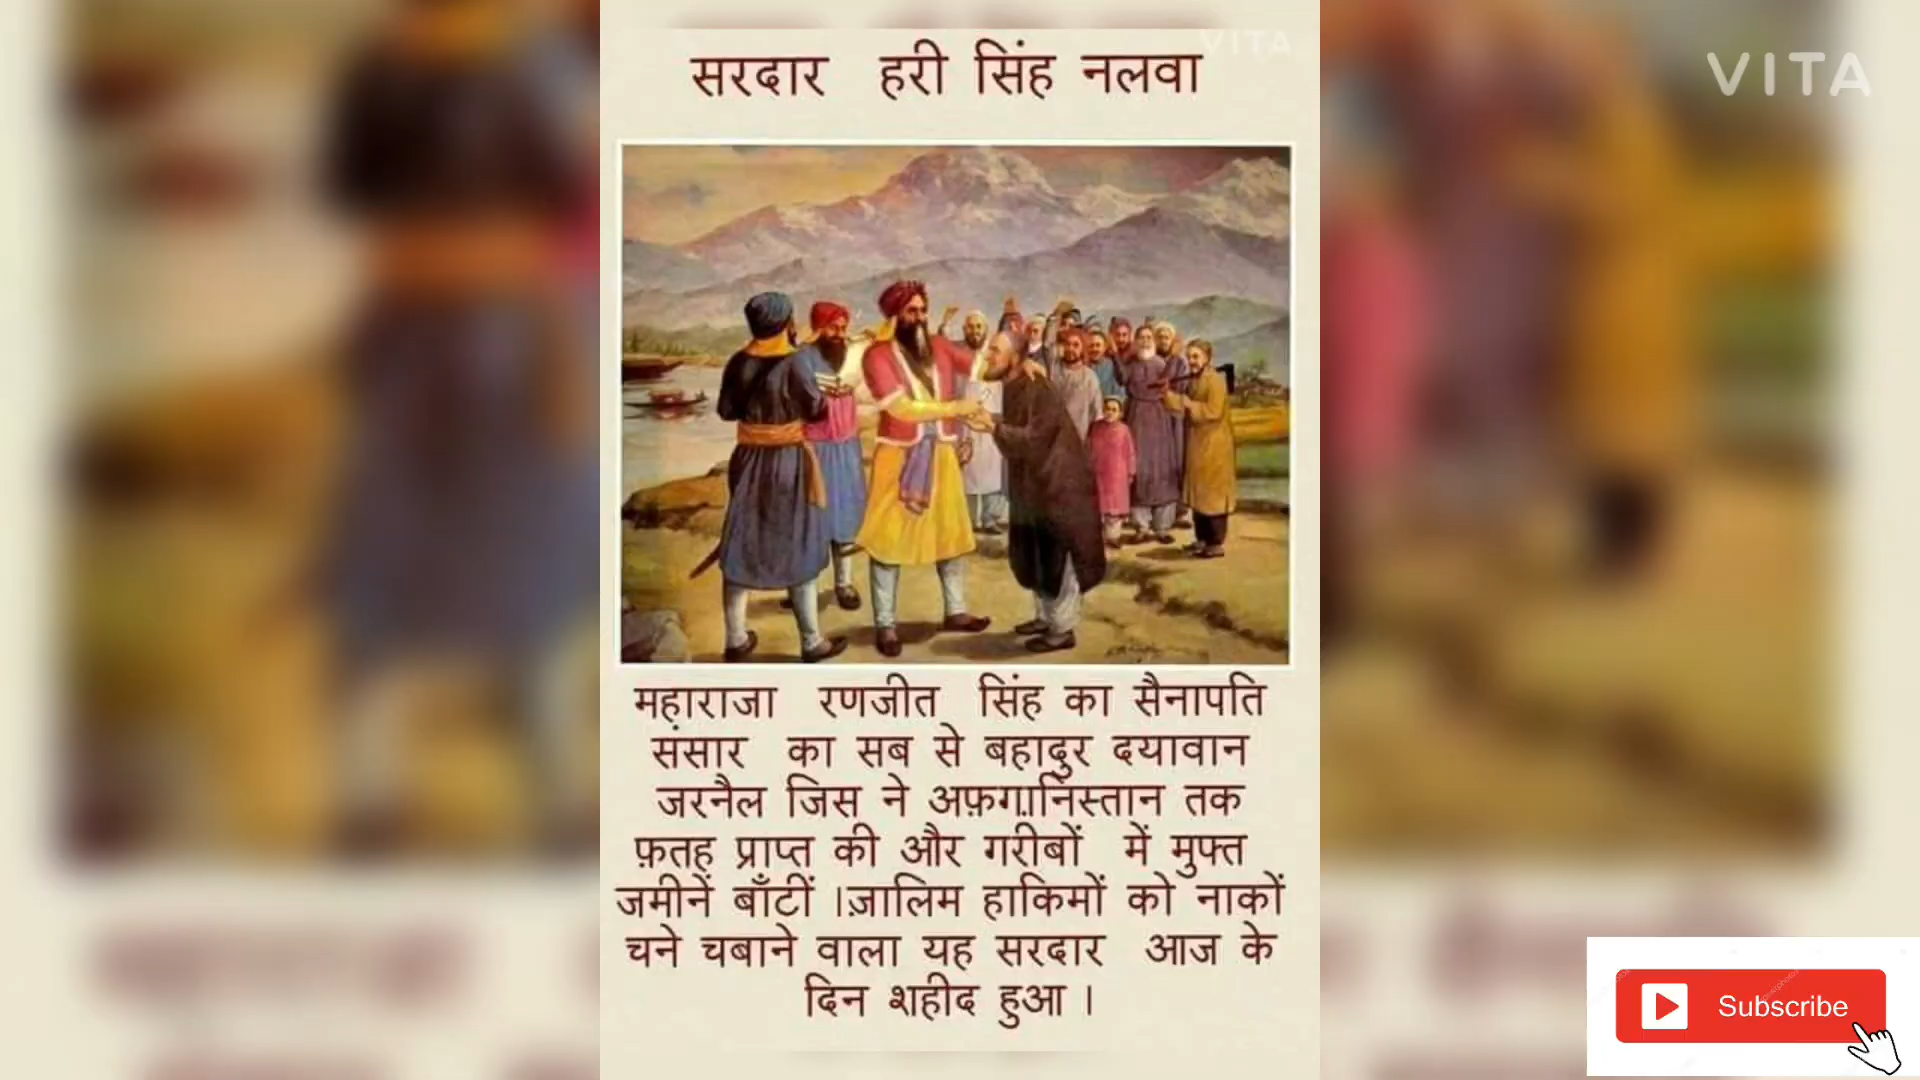 सरदार हरी सिंह नलवा
VITA
VITA
महाराजा रणजीत सिंह का सैनापति
संसार का सब से बहादुर दयावान
जरनैल जिस ने अफ़ग़ानिस्तान तक
फ़तह प्राप्त की और गरीबों में मुफ्त
जमीनें बाँटीं ।ज़ालिम हाकिमों को नाकों
चने चबाने वाला यह सरदार आज के
दिन शहीद हुआ ।
Subscribe